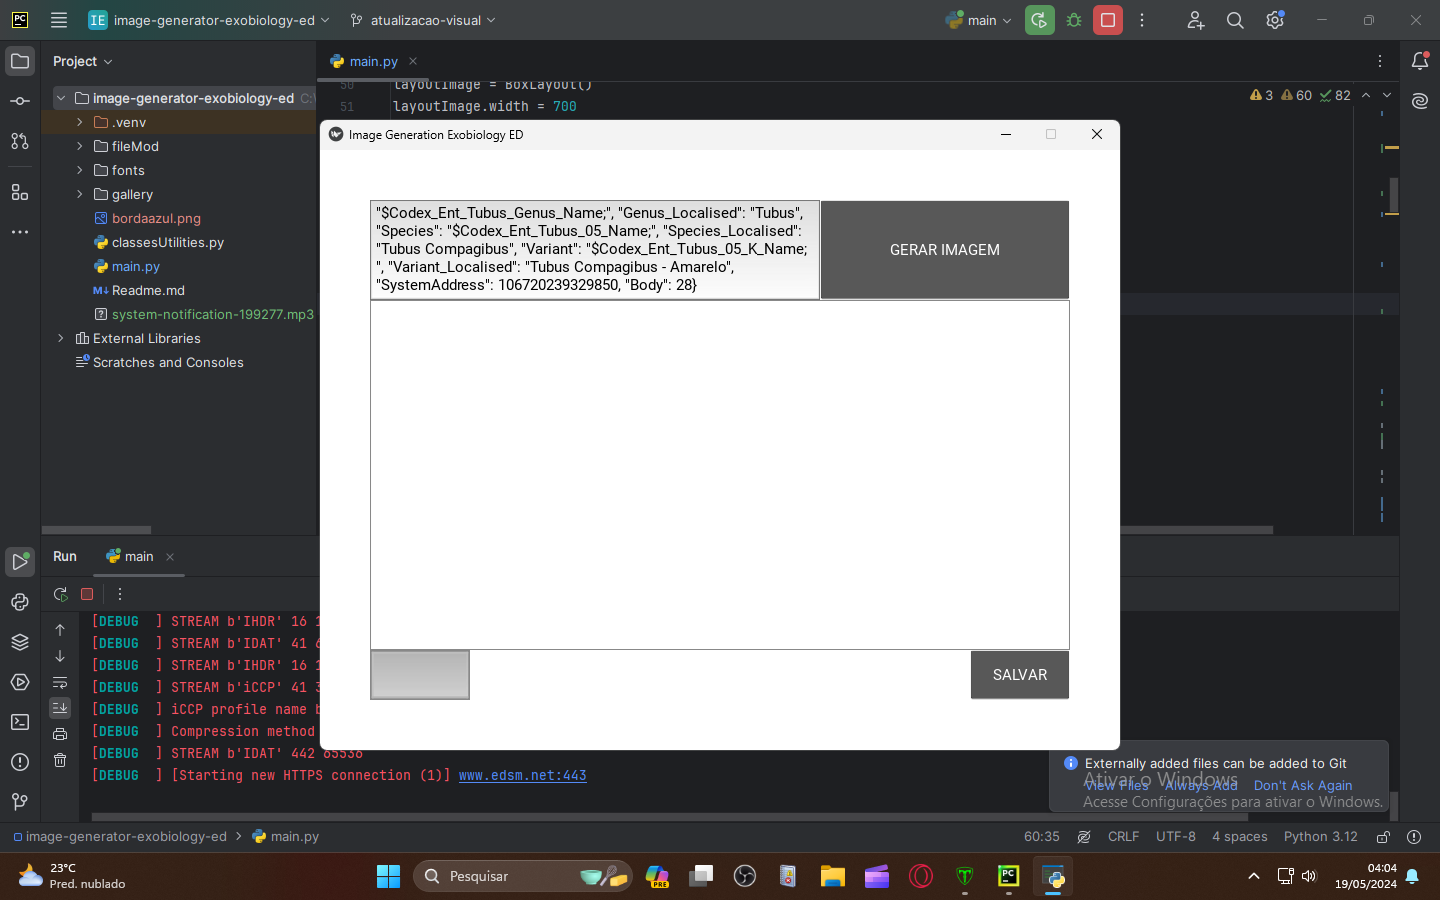 PC
IE image-generator-exobiology-ed
atualizacao-visual
main
Project
main.py
image-generator-exobiology-ed
.venv
fileMod
fonts
gallery
bordaazul.png
classesUtilities.py
main.py
Readme.md
system-notification-199277.mp3
External Libraries
Scratches and Consoles
50 layoutImage = BoxLayout()
51 layoutImage.width = 700
3 60 82
Image Generation Exobiology ED
"$Codex_Ent_Tubus_Genus_Name;", "Genus_Localised": "Tubus",
"Species": "$Codex_Ent_Tubus_05_Name;", "Species_Localised":
"Tubus Compagibus", "Variant": "$Codex_Ent_Tubus_05_K_Name;
", "Variant_Localised": "Tubus Compagibus - Amarelo",
"SystemAddress": 106720239329850, "Body": 28}
GERAR IMAGEM
SALVAR
Run
main
[DEBUG  ] STREAM b'IHDR' 16
[DEBUG  ] STREAM b'IDAT' 41
[DEBUG  ] STREAM b'IHDR' 16
[DEBUG  ] STREAM b'iCCP' 41
[DEBUG  ] iCCP profile name b
[DEBUG  ] Compression method
[DEBUG  ] STREAM b'IDAT' 442 65536
[DEBUG  ] [Starting new HTTPS connection (1)] www.edsm.net:443
Externally added files can be added to Git
View Files Always Add Don't Ask Again
Ativar o Windows
Acesse Configurações para ativar o Windows.
image-generator-exobiology-ed > main.py
60:35 CRLF UTF-8 4 spaces Python 3.12
23°C
Pred. nublado
Pesquisar
PRE
PC
04:04
19/05/2024